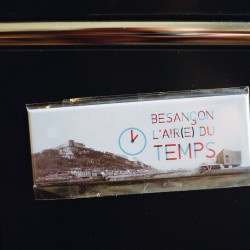 BESANÇON
L'AIR(E) DU
TEMPS